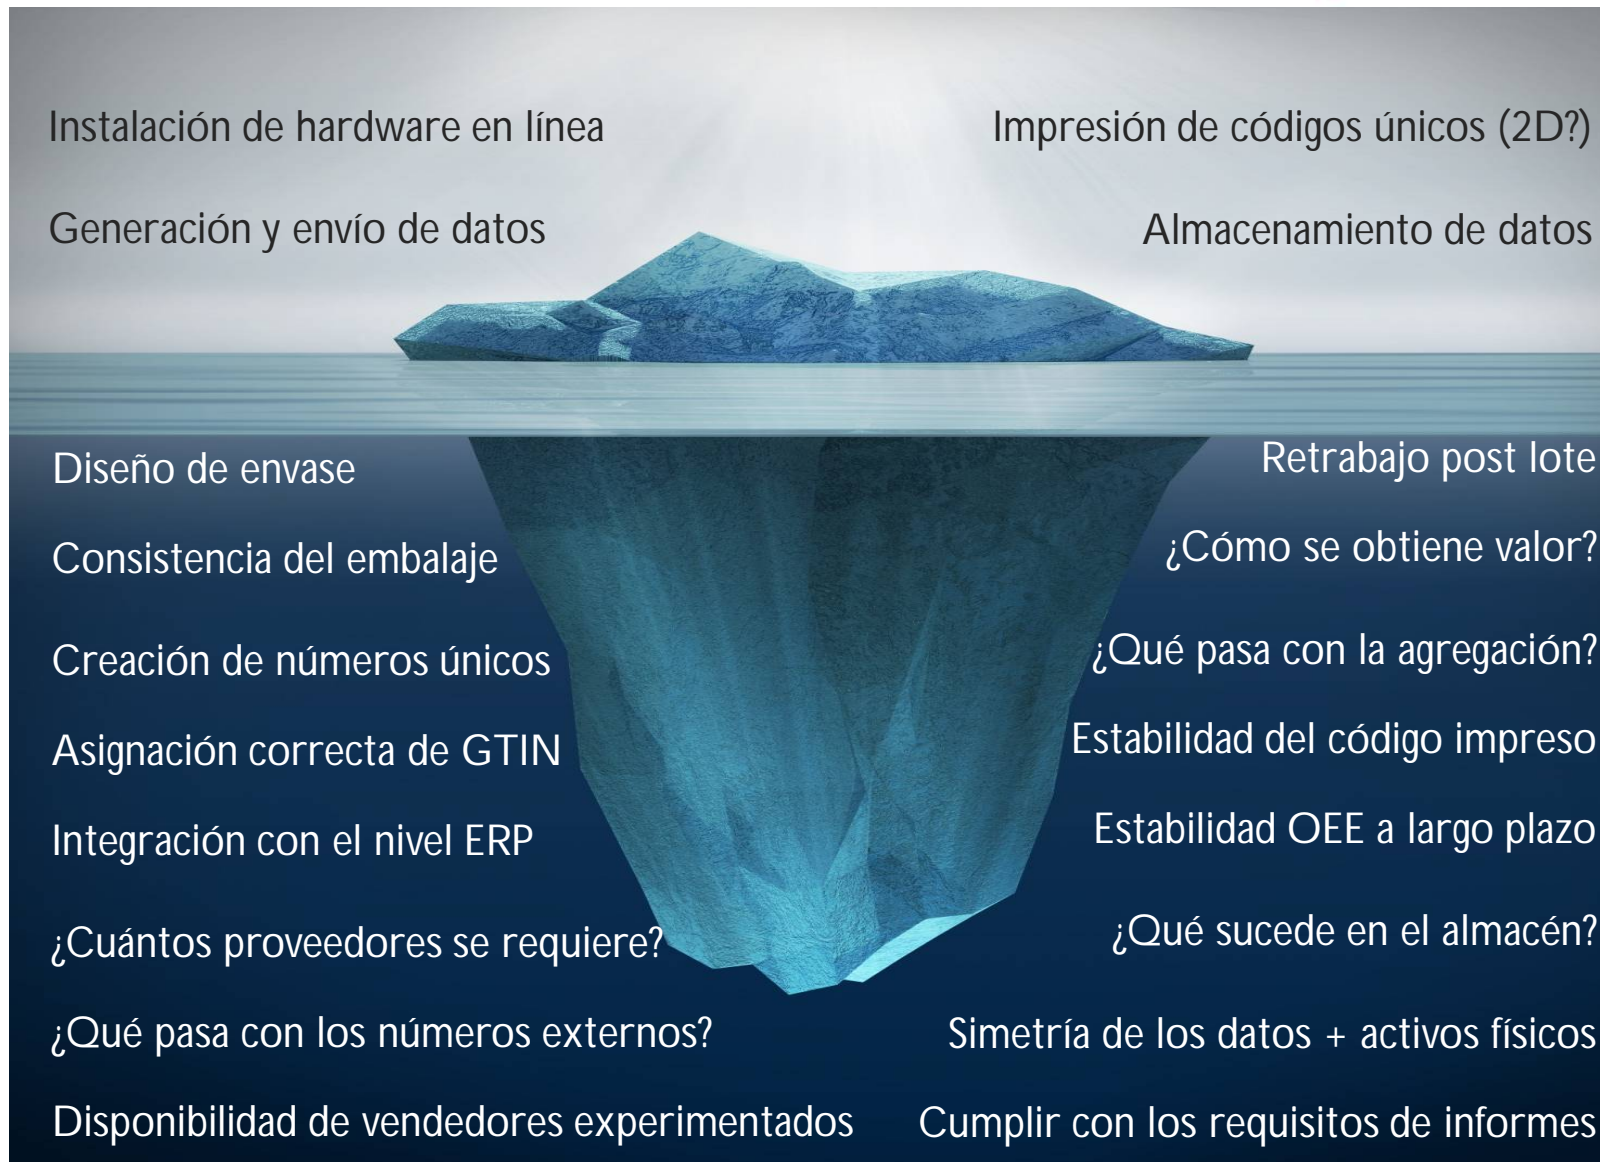 Instalación de hardware en línea
Impresión de códigos únicos (2D?)
Generación y envío de datos
Almacenamiento de datos
Diseño de envase
Retrabajo post lote
Consistencia del embalaje
¿Cómo se obtiene valor?
Creación de números únicos
¿Qué pasa con la agregación?
Asignación correcta de GTIN
Estabilidad del código impreso
Integración con el nivel ERP
Estabilidad OEE a largo plazo
¿Cuántos proveedores se requiere?
¿Qué sucede en el almacén?
¿Qué pasa con los números externos?
Simetría de los datos + activos físicos
Disponibilidad de vendedores experimentados
Cumplir con los requisitos de informes